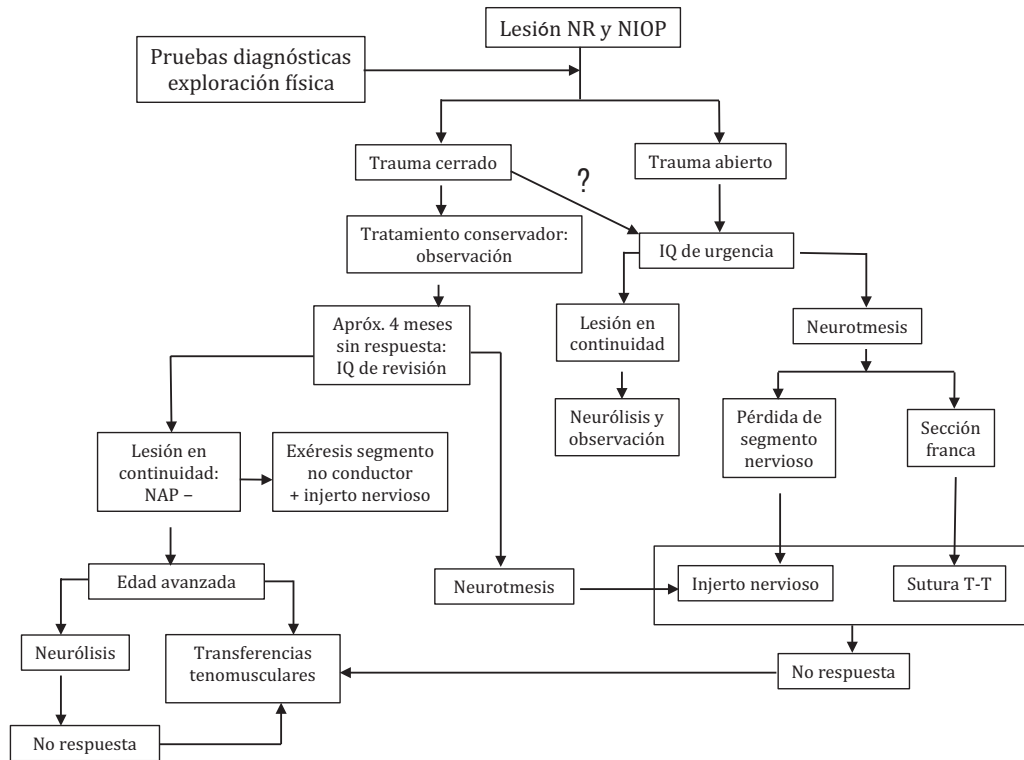 Lesión NR y NIOP
Pruebas diagnósticas
exploración física
Trauma cerrado
Trauma abierto
?
Tratamiento conservador:
observación
IQ de urgencia
Apróx. 4 meses
sin respuesta:
IQ de revisión
Lesión en
continuidad
Neurotmesis
Neurólisis y
observación
Pérdida de
segmento
nervioso
Sección
franca
Lesión en
continuidad:
NAP –
Exéresis segmento
no conductor
+ injerto nervioso
Edad avanzada
Neurotmesis
Injerto nervioso
Sutura T-T
Neurólisis
Transferencias
tenomusculares
No respuesta
No respuesta